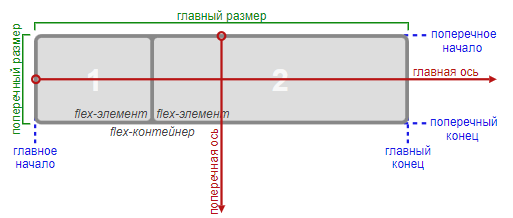 главный размер
поперечное
начало
поперечный размер
1
2
главная ось
flex-элемент
flex-элемент
flex-контейнер
поперечный
конец
главное
начало
поперечная ось
главный
конец